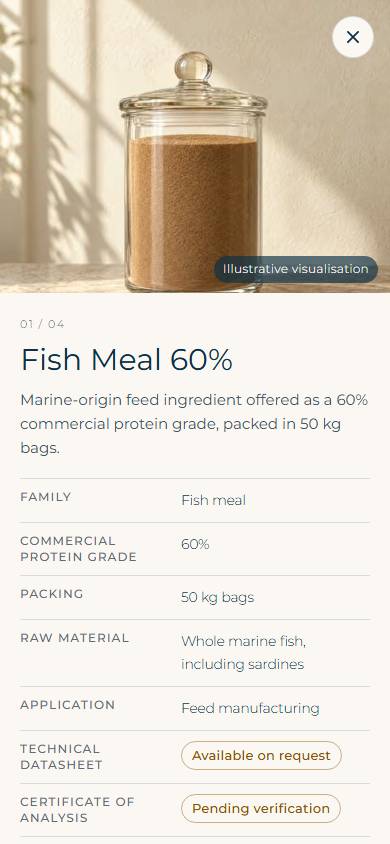 Illustrative visualisation
01 / 04
Fish Meal 60%
Marine-origin feed ingredient offered as a 60%
commercial protein grade, packed in 50 kg
bags.
FAMILY
Fish meal
COMMERCIAL
PROTEIN GRADE
60%
PACKING
50 kg bags
RAW MATERIAL
Whole marine fish,
including sardines
APPLICATION
Feed manufacturing
TECHNICAL
DATASHEET
Available on request
CERTIFICATE OF
ANALYSIS
Pending verification